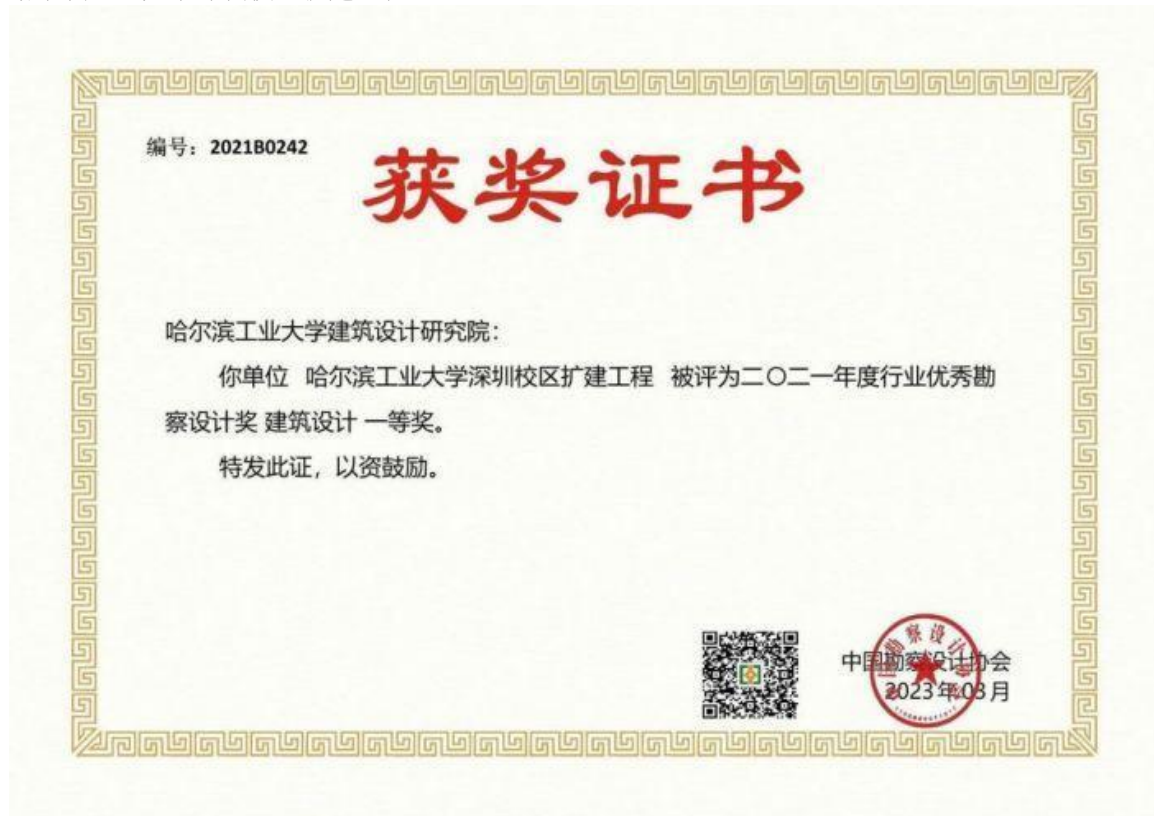 编号：2021B0242
获奖证书
哈尔滨工业大学建筑设计研究院：
你单位 哈尔滨工业大学深圳校区扩建工程 被评为二〇二一年度行业优秀勘
察设计奖 建筑设计 一等奖。
特发此证，以资鼓励。
中国勘察设计协会
2023年03月